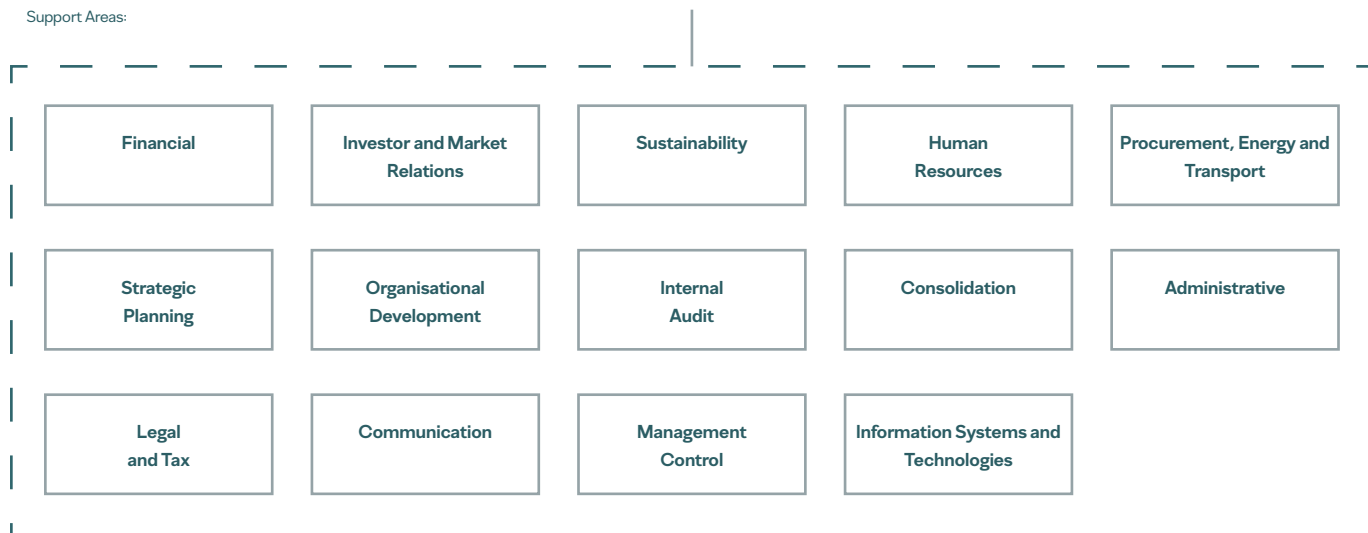 Support Areas:
Financial
Investor and Market
Relations
Sustainability
Human
Resources
Procurement, Energy and
Transport
Strategic
Planning
Organisational
Development
Internal
Audit
Consolidation
Administrative
Legal
and Tax
Communication
Management
Control
Information Systems and
Technologies